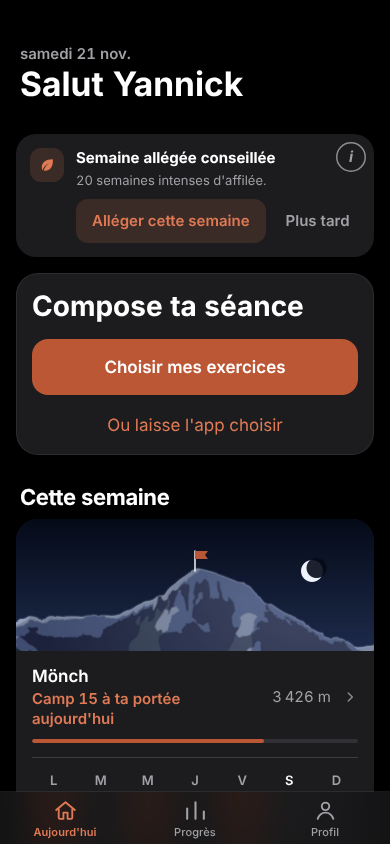 samedi 21 nov.
Salut Yannick
Semaine allégée conseillée
i
20 semaines intenses d'affilée.
Alléger cette semaine
Plus tard
Compose ta séance
Choisir mes exercices
Ou laisse l'app choisir
Cette semaine
Mönch
Camp 15 à ta portée
aujourd'hui
3 426 m
L M M J V S D
Aujourd'hui Progrès Profil